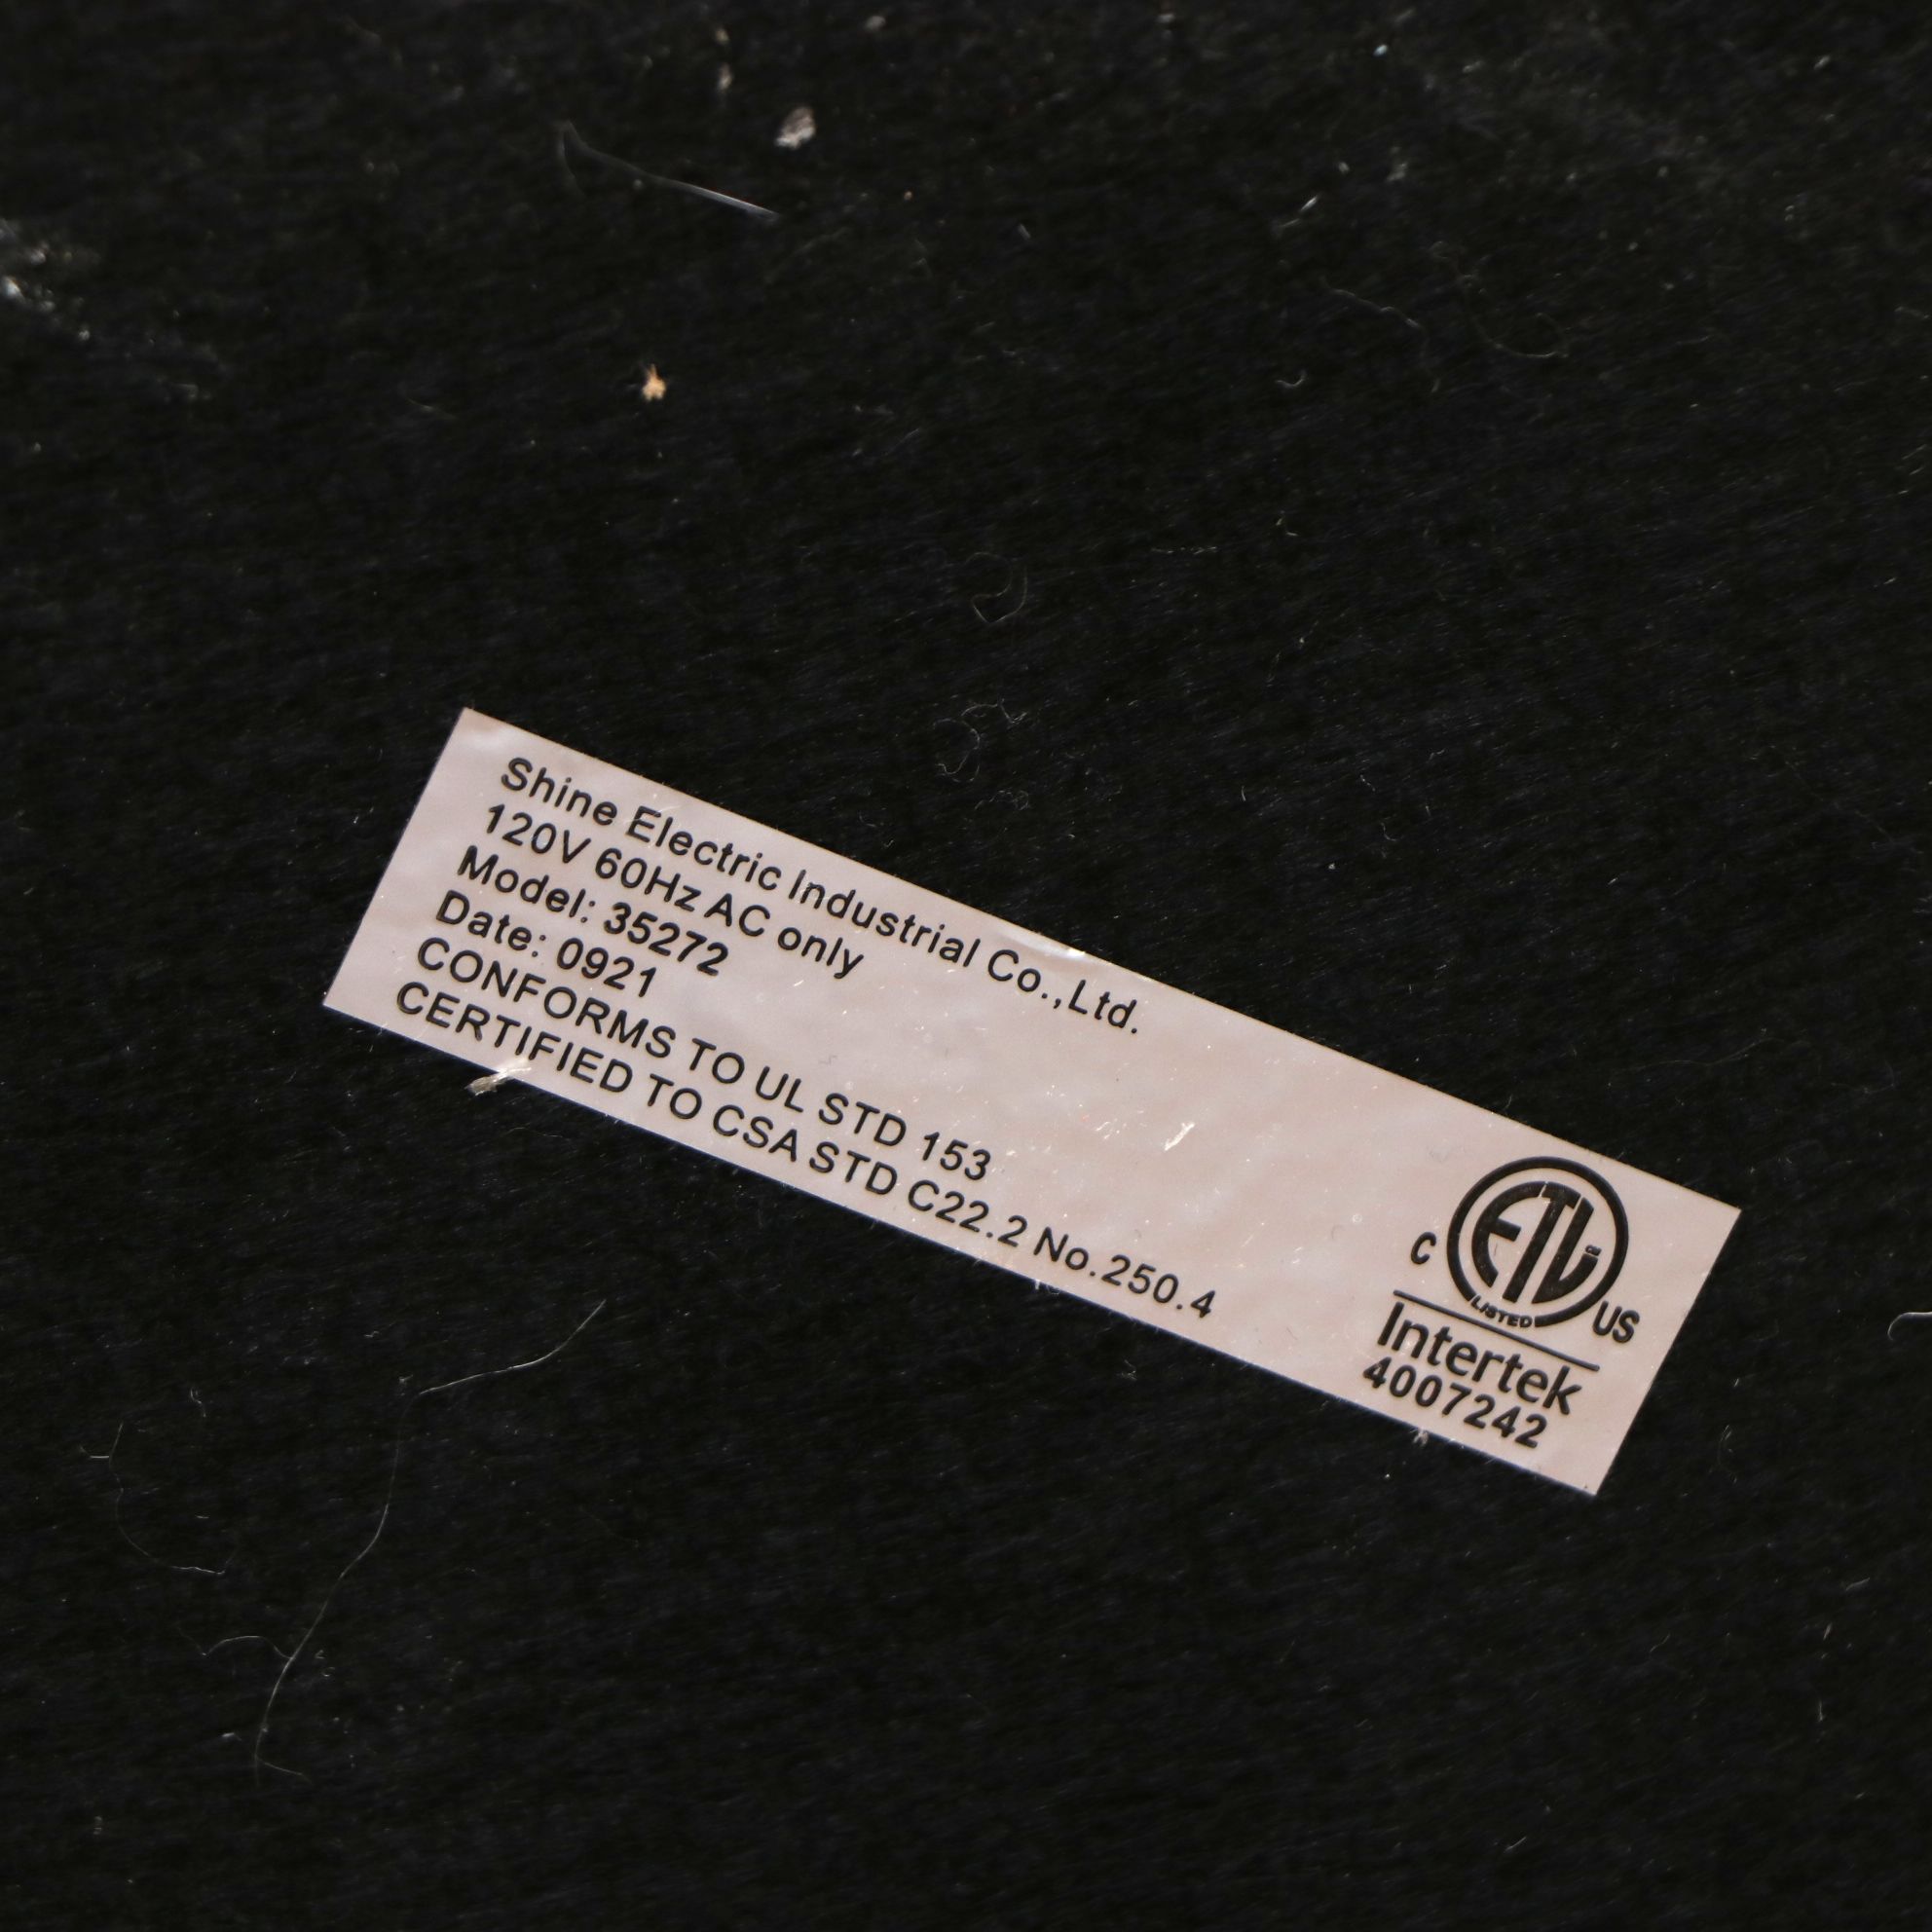 Shine Electric Industrial Co.,Ltd.
120V 60Hz AC only
Model: 35272
Date: 0921
CONFORMS TO UL STD 153
CERTIFIED TO CSA STD C22.2 No.250.4
C ETL US
LISTED
Intertek
4007242